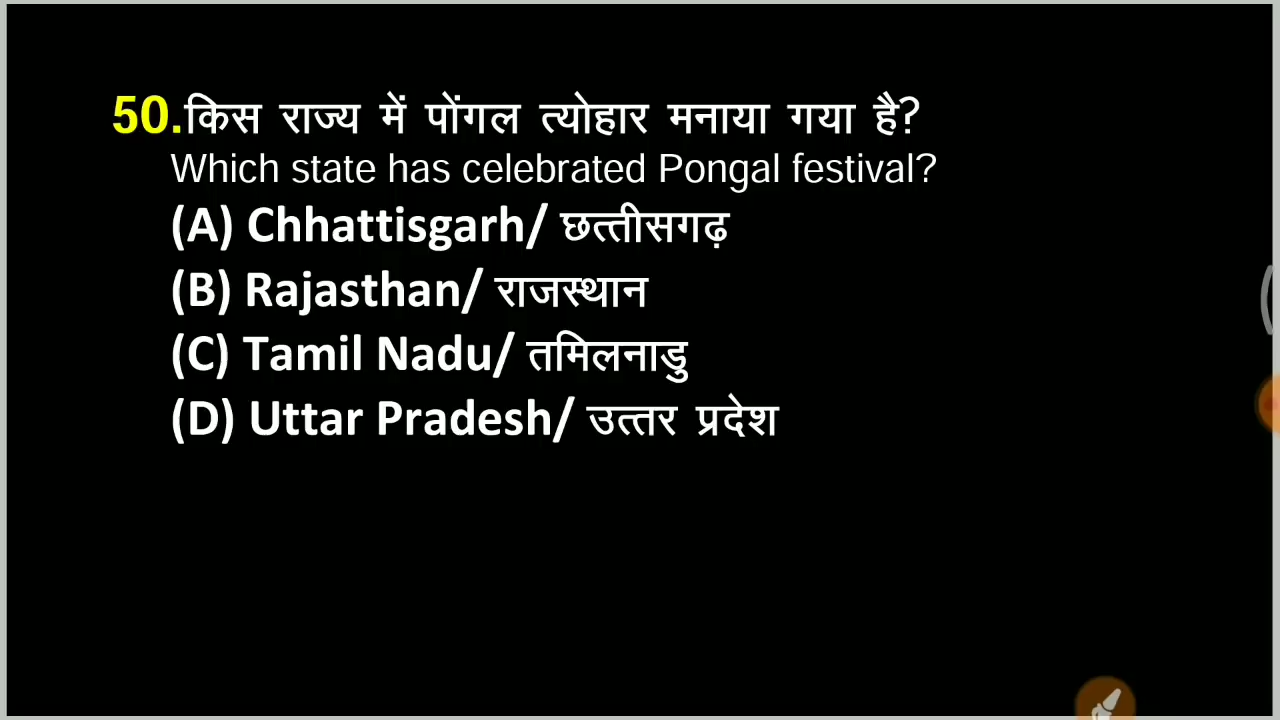 50.किस राज्य में पोंगल त्योहार मनाया गया है?
Which state has celebrated Pongal festival?
(A) Chhattisgarh/ छत्तीसगढ़
(B) Rajasthan/ राजस्थान
(C) Tamil Nadu/ तमिलनाडु
(D) Uttar Pradesh/ उत्तर प्रदेश